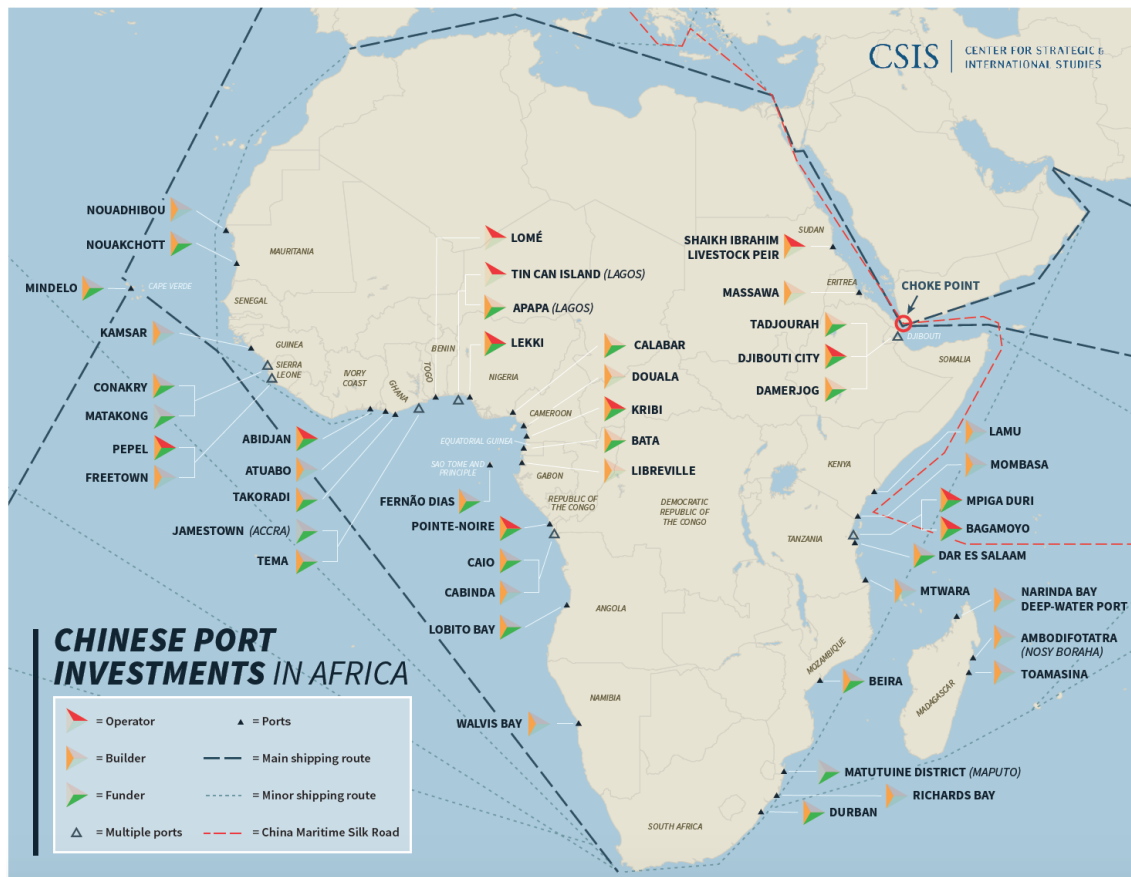 CSIS
CENTER FOR STRATEGIC &
INTERNATIONAL STUDIES
NOUADHIBOU
NOUAKCHOTT
MINDELO
CAPE VERDE
MAURITANIA
SENEGAL
KAMSAR
GUINEA
SIERRA
LEONE
CONAKRY
MATAKONG
PEPEL
FREETOWN
IVORY
COAST
GHANA
TOGO
BENIN
NIGERIA
LOMÉ
TIN CAN ISLAND (LAGOS)
APAPA (LAGOS)
LEKKI
ABIDJAN
ATUABO
TAKORADI
JAMESTOWN (ACCRA)
TEMA
CALABAR
DOUALA
KRIBI
BATA
LIBREVILLE
CAMEROON
EQUATORIAL GUINEA
SAO TOME AND
PRINCIPLE
GABON
REPUBLIC OF
THE CONGO
DEMOCRATIC
REPUBLIC OF
THE CONGO
FERNÃO DIAS
POINTE-NOIRE
CAIO
CABINDA
LOBITO BAY
ANGOLA
NAMIBIA
WALVIS BAY
SOUTH AFRICA
SUDAN
SHAIKH IBRAHIM
LIVESTOCK PEIR
ERITREA
MASSAWA
CHOKE POINT
TADJOURAH
DJIBOUTI
DJIBOUTI CITY
DAMERJOG
SOMALIA
KENYA
LAMU
MOMBASA
MPIGA DURI
BAGAMOYO
TANZANIA
DAR ES SALAAM
MTWARA
NARINDA BAY
DEEP-WATER PORT
AMBODIFOTATRA
(NOSY BORAHA)
TOAMASINA
MADAGASCAR
MOZAMBIQUE
BEIRA
MATUTUINE DISTRICT (MAPUTO)
RICHARDS BAY
DURBAN
CHINESE PORT
INVESTMENTS IN AFRICA
= Operator
= Builder
= Funder
= Multiple ports
= Ports
= Main shipping route
= Minor shipping route
= China Maritime Silk Road